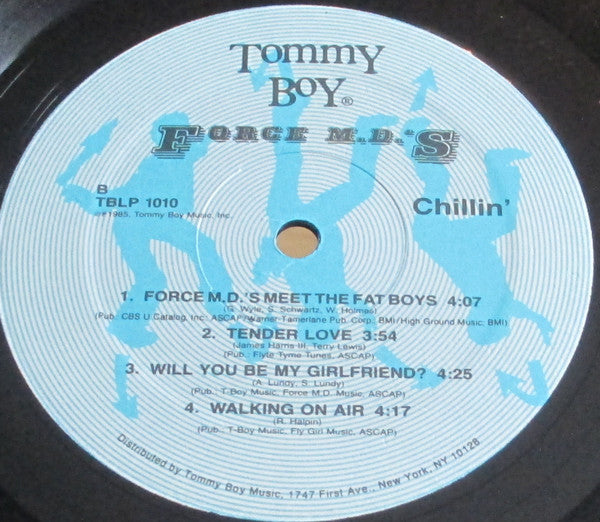 Tommy
Boy®
FORCE M.D.'S
B
TBLP 1010
℗©1985, Tommy Boy Music, Inc.
Chillin'
1. FORCE M.D.'S MEET THE FAT BOYS 4:07
(G. Wyle, S. Schwartz, W. Holmes)
(Pub.: CBS U Catalog, Inc: ASCAP/Warner-Tamerlane Pub. Corp.: BMI/High Ground Music: BMI)
2. TENDER LOVE 3:54
(James Harris III, Terry Lewis)
(Pub.: Flyte Tyme Tunes, ASCAP)
3. WILL YOU BE MY GIRLFRIEND? 4:25
(A. Lundy, S. Lundy)
(Pub.: T-Boy Music, Force M.D. Music, ASCAP)
4. WALKING ON AIR 4:17
(R. Halpin)
(Pub.: T-Boy Music, Fly Girl Music, ASCAP)
Distributed by Tommy Boy Music, 1747 First Ave., New York, NY 10128